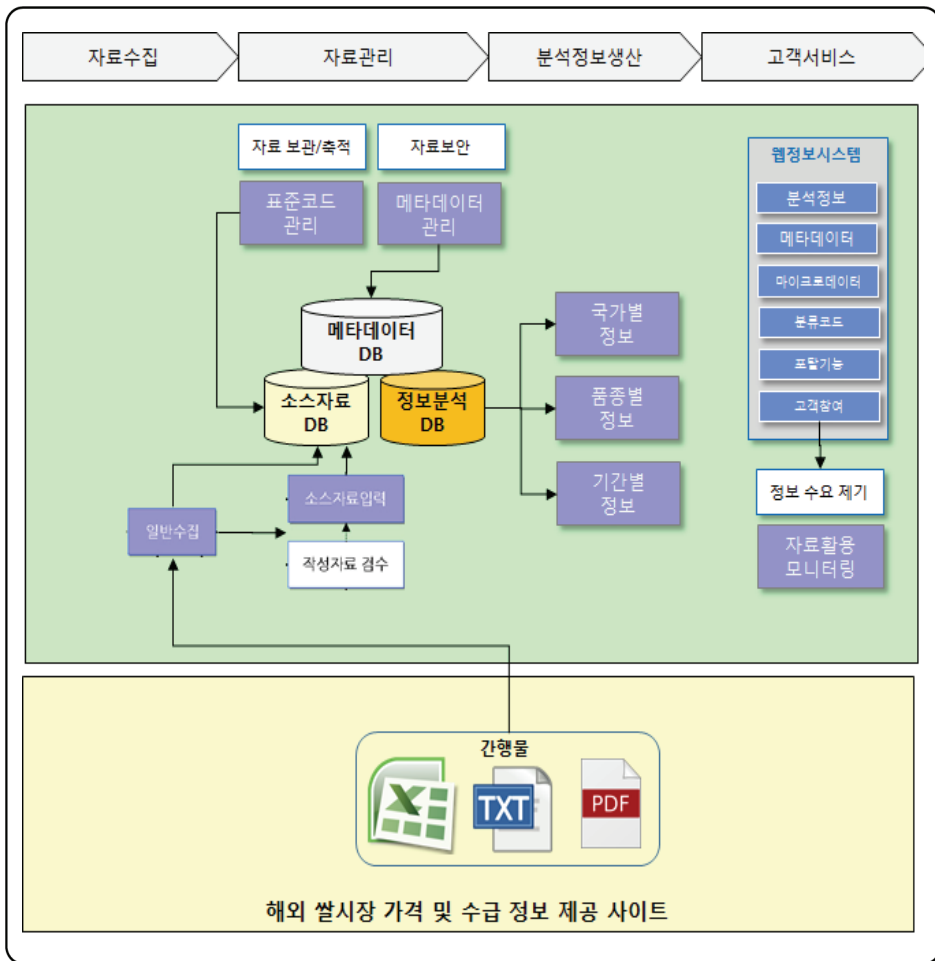 자료수집
자료관리
분석정보생산
고객서비스
자료 보관/축적
자료보안
표준코드
관리
메타데이터
관리
메타데이터
DB
소스자료
DB
정보분석
DB
국가별
정보
품종별
정보
기간별
정보
소스자료입력
일반수집
작성자료 검수
웹정보시스템
분석정보
메타데이터
마이크로데이터
분류코드
포탈기능
고객참여
정보 수요 제기
자료활용
모니터링
간행물
X
TXT
PDF
해외 쌀시장 가격 및 수급 정보 제공 사이트